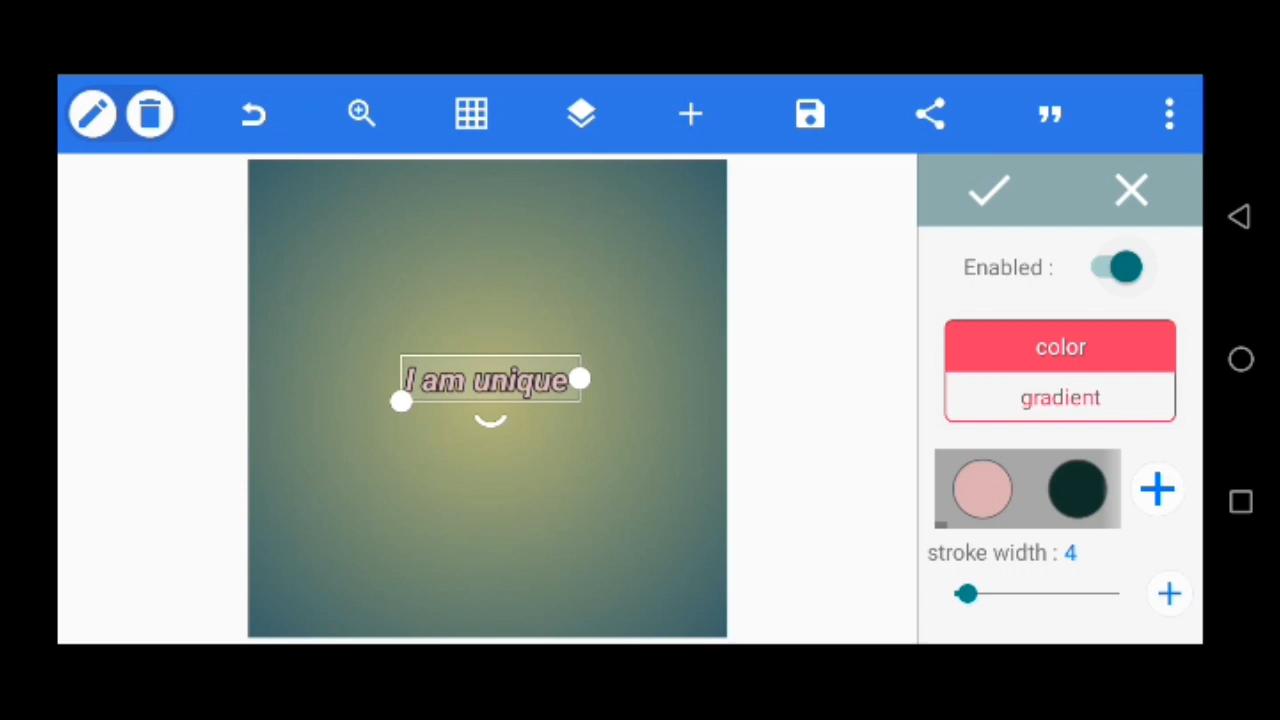 Enabled :
color
gradient
I am unique
stroke width : 4